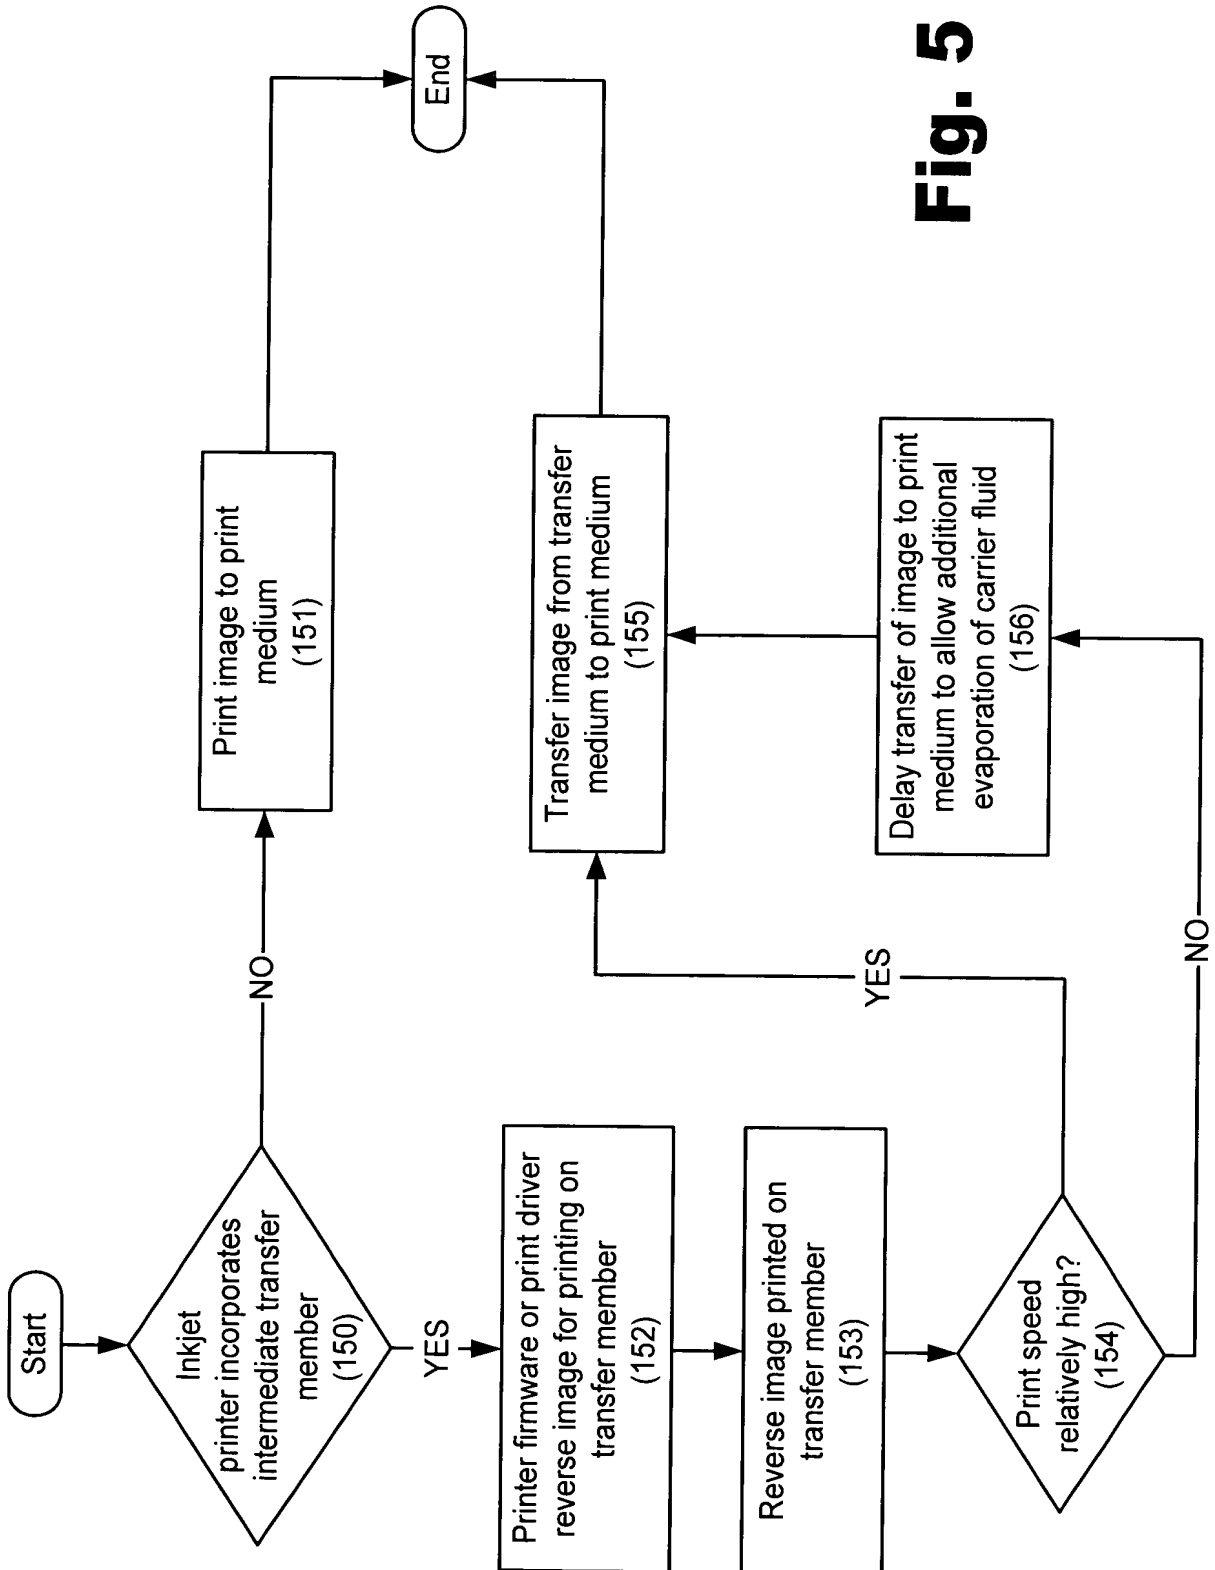 Start
Inkjet
printer incorporates
intermediate transfer
member
(150)
NO
Print image to print
medium
(151)
End
YES
Printer firmware or print driver
reverse image for printing on
transfer member
(152)
Reverse image printed on
transfer member
(153)
Print speed
relatively high?
(154)
YES
Transfer image from transfer
medium to print medium
(155)
NO
Delay transfer of image to print
medium to allow additional
evaporation of carrier fluid
(156)
Fig. 5